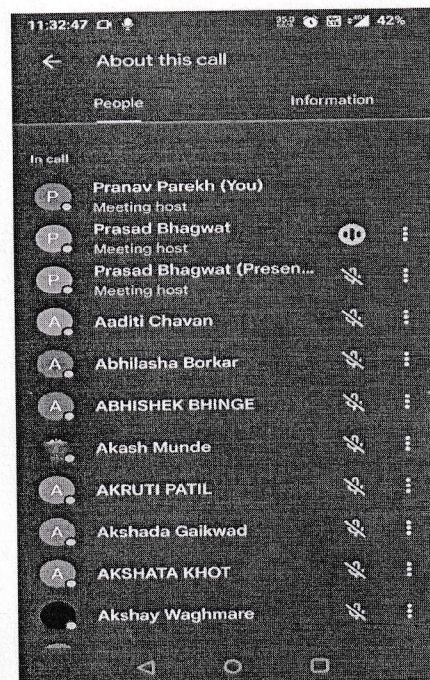 11:32:47 42%
About this call
People Information
In call
P Pranav Parekh (You)
Meeting host
P Prasad Bhagwat
Meeting host
P Prasad Bhagwat (Presen...
Meeting host
A Aaditi Chavan
A Abhilasha Borkar
A ABHISHEK BHINGE
Akash Munde
A AKRUTI PATIL
A Akshada Gaikwad
A AKSHATA KHOT
Akshay Waghmare